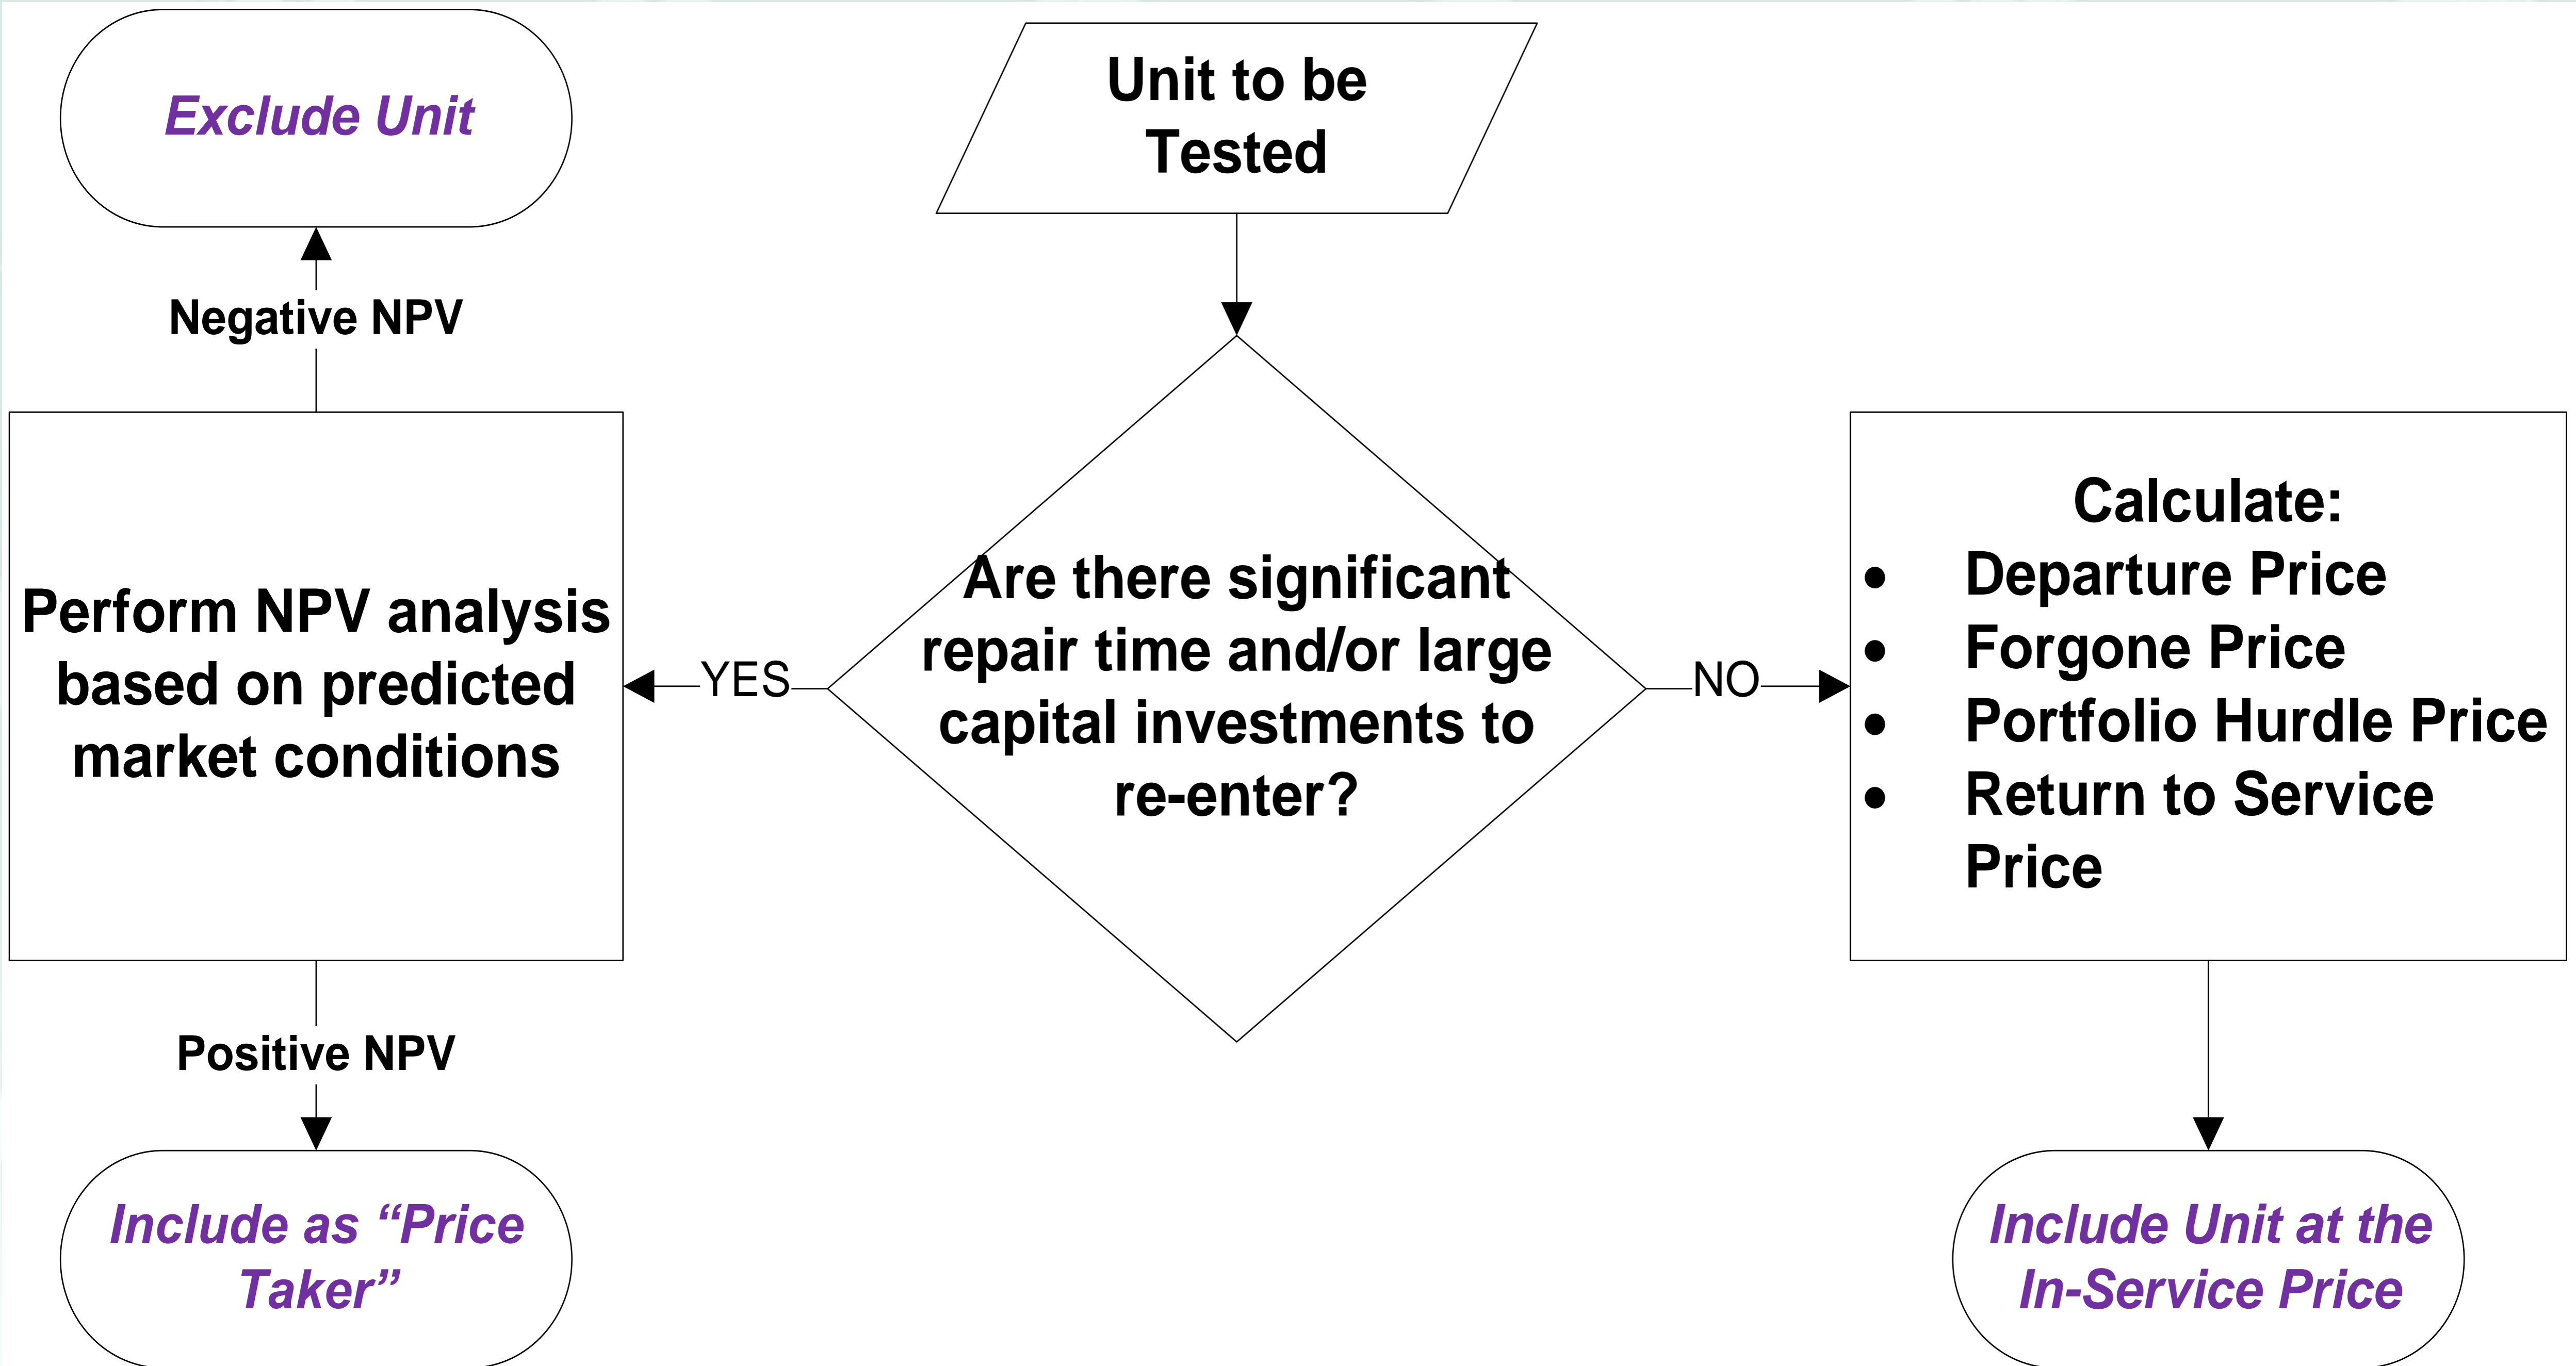 Exclude Unit
Unit to be
Tested
Negative NPV
Perform NPV analysis
based on predicted
market conditions
YES
Are there significant
repair time and/or large
capital investments to
re-enter?
NO
Calculate:
• Departure Price
• Forgone Price
• Portfolio Hurdle Price
• Return to Service
Price
Positive NPV
Include as “Price
Taker”
Include Unit at the
In-Service Price